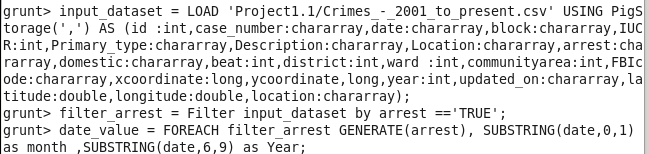 grunt> input_dataset = LOAD 'Project1.1/Crimes_-_2001_to_present.csv' USING PigS
torage(',') AS (id :int,case_number:chararray,date:chararray,block:chararray,IUC
R:int,Primary_type:chararray,Description:chararray,Location:chararray,arrest:cha
rarray,domestic:chararray,beat:int,district:int,ward :int,communityarea:int,FBIc
ode:chararray,xcoordinate:long,ycoordinate,long,year:int,updated_on:chararray,la
titude:double,longitude:double,location:chararray);
grunt> filter_arrest = Filter input_dataset by arrest =='TRUE';
grunt> date_value = FOREACH filter_arrest GENERATE(arrest), SUBSTRING(date,0,1)
as month ,SUBSTRING(date,6,9) as Year;